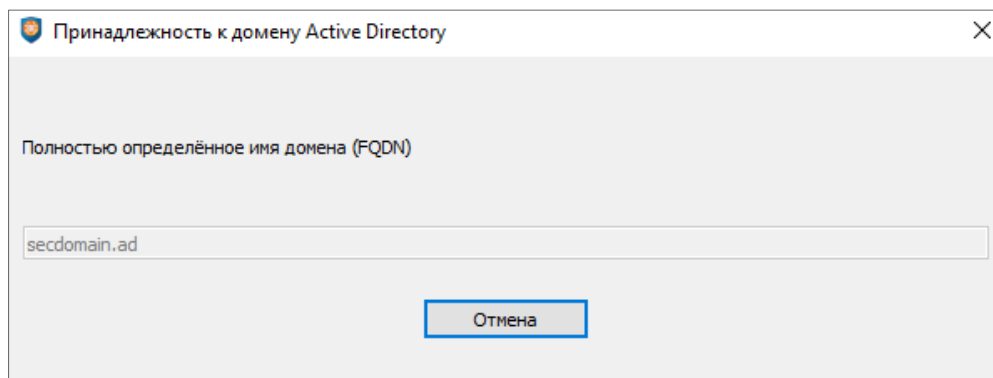 Принадлежность к домену Active Directory
Полностью определённое имя домена (FQDN)
secdomain.ad
Отмена